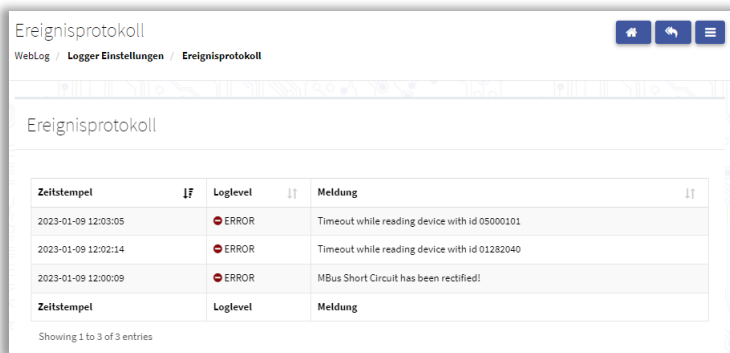 Ereignisprotokoll
WebLog / Logger Einstellungen / Ereignisprotokoll
Ereignisprotokoll
Zeitstempel Loglevel Meldung
2023-01-09 12:03:05 ERROR Timeout while reading device with id 05000101
2023-01-09 12:02:14 ERROR Timeout while reading device with id 01282040
2023-01-09 12:00:09 ERROR MBus Short Circuit has been rectified!
Zeitstempel Loglevel Meldung
Showing 1 to 3 of 3 entries